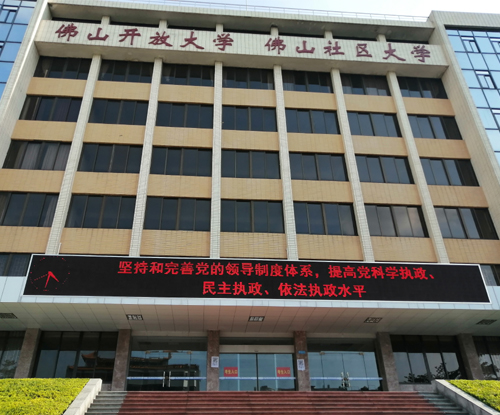 佛山开放大学 佛山社区大学
坚持和完善党的领导制度体系，提高党科学执政、
民主执政、依法执政水平